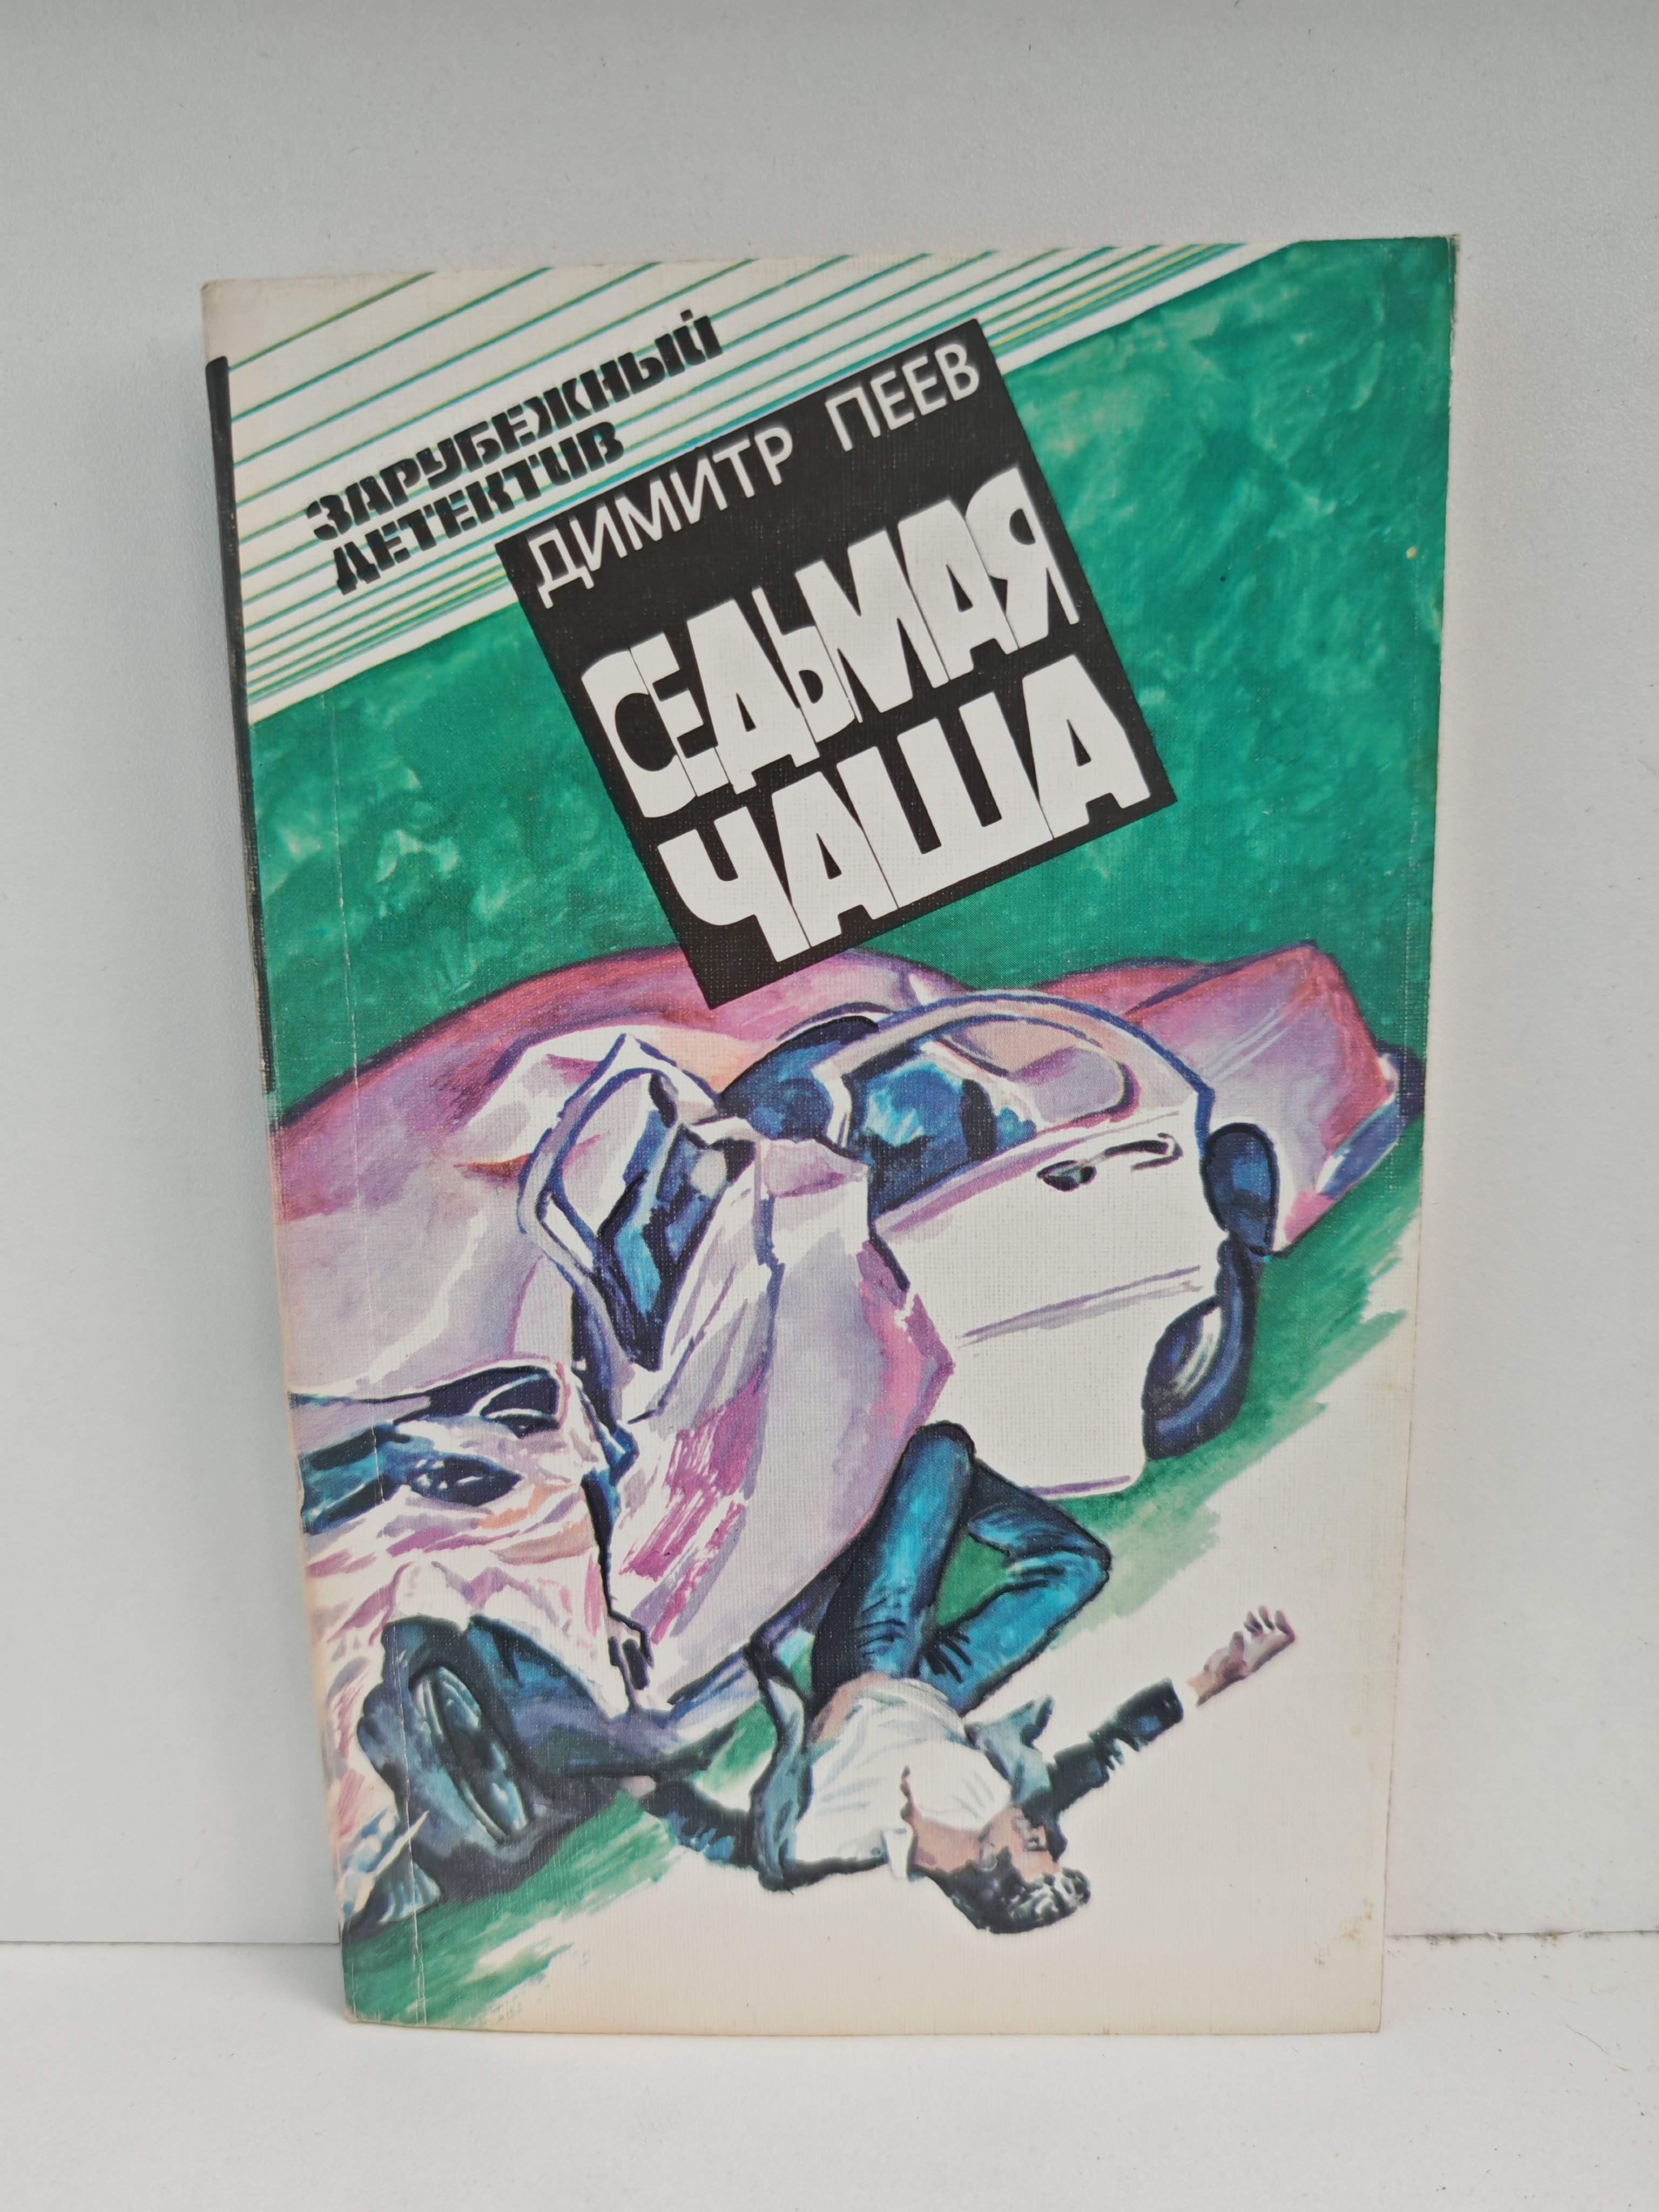 ЗАРУБЕЖНЫЙ
ДЕТЕКТИВ
ДИМИТР ПЕЕВ
СЕДЬМАЯ
ЧАША